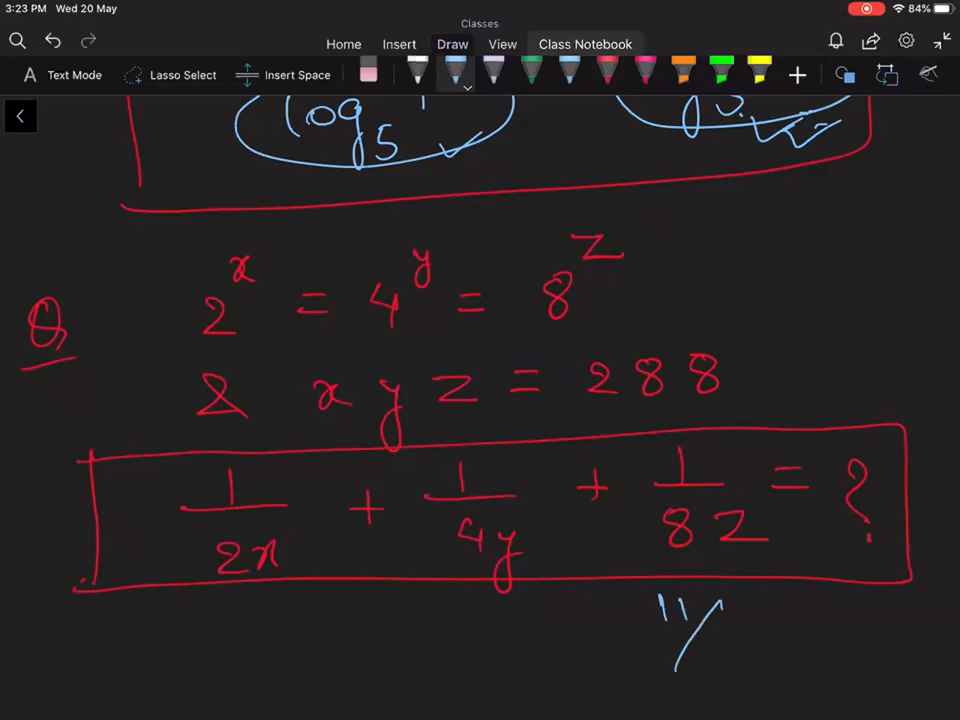 3:23 PM Wed 20 May 84%
Classes
Home Insert Draw View Class Notebook
A Text Mode Lasso Select Insert Space
log₅
Q 2^x = 4^y = 8^z
& x y z = 288
1/2x + 1/4y + 1/8z = ?
11/